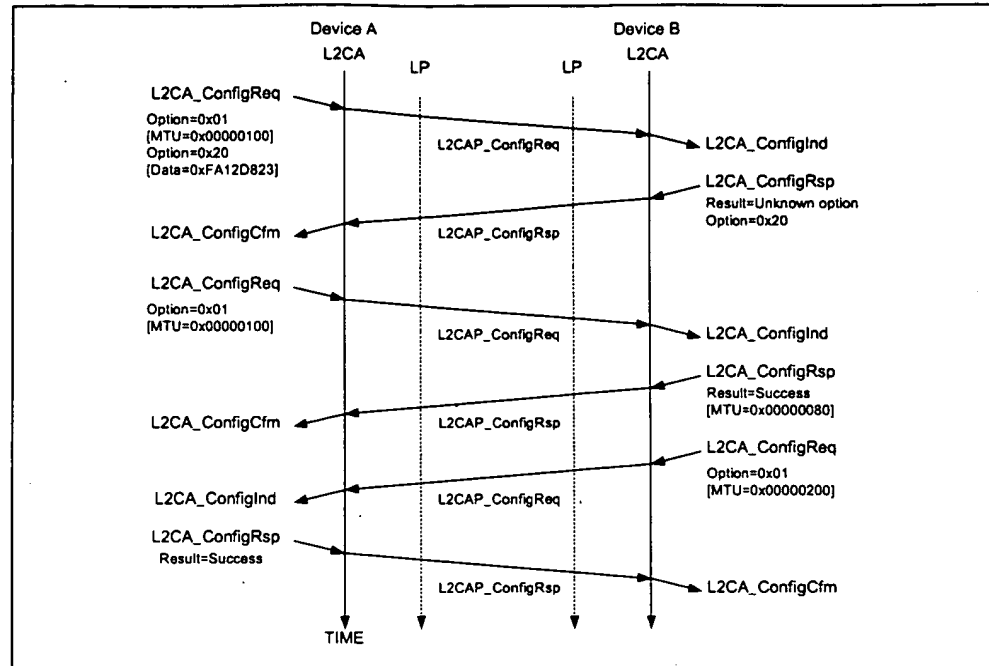 Device A
Device B
L2CA
LP
LP
L2CA
L2CA_ConfigReq
Option=0x01
[MTU=0x00000100]
Option=0x20
[Data=0xFA12D823]
L2CAP_ConfigReq
L2CA_ConfigInd
L2CA_ConfigRsp
Result=Unknown option
Option=0x20
L2CAP_ConfigRsp
L2CA_ConfigCfm
L2CA_ConfigReq
Option=0x01
[MTU=0x00000100]
L2CAP_ConfigReq
L2CA_ConfigInd
L2CA_ConfigRsp
Result=Success
[MTU=0x00000080]
L2CAP_ConfigRsp
L2CA_ConfigCfm
L2CA_ConfigReq
Option=0x01
[MTU=0x00000200]
L2CAP_ConfigReq
L2CA_ConfigInd
L2CA_ConfigRsp
Result=Success
L2CAP_ConfigRsp
L2CA_ConfigCfm
TIME